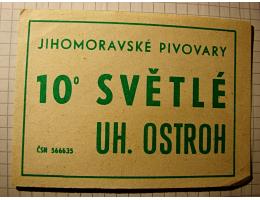 JIHOMORAVSKÉ PIVOVARY
10° SVĚTLÉ
UH. OSTROH
ČSN 566635